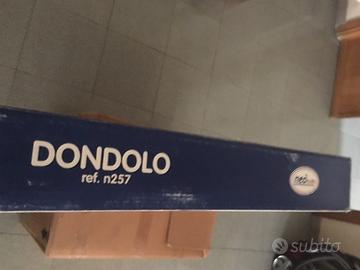 DONDOLO
ref. n257
subito